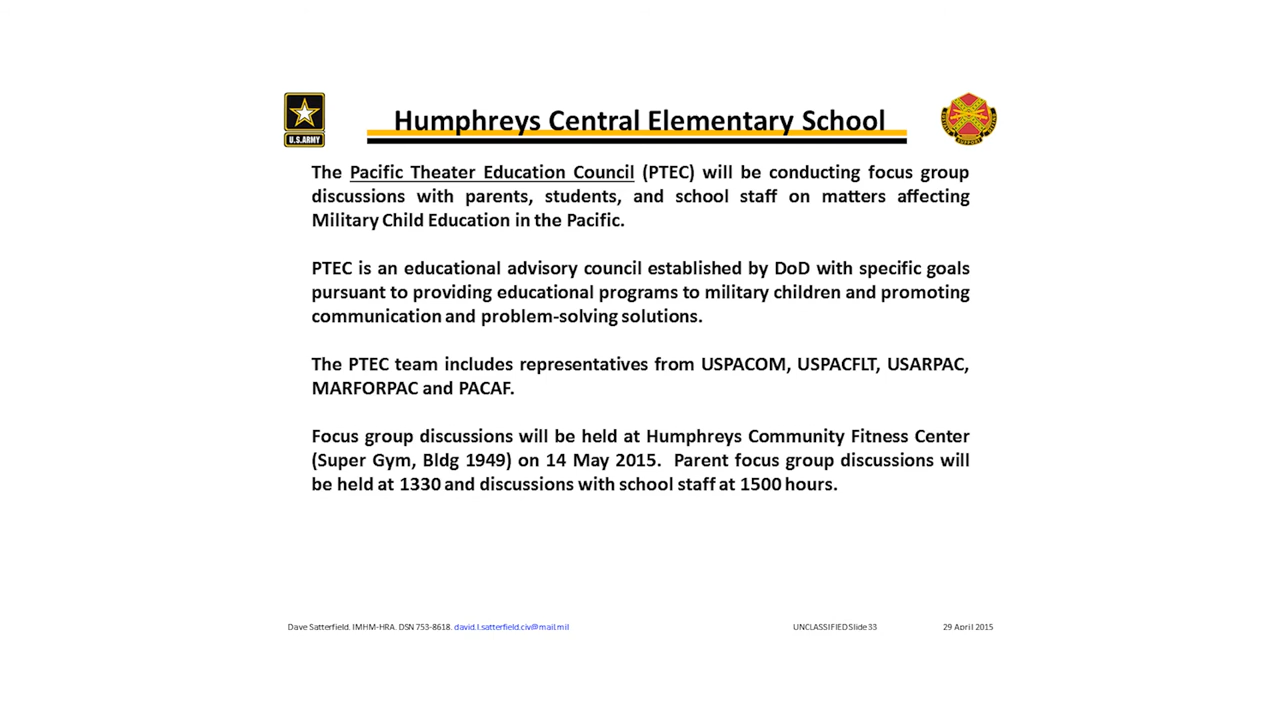 Humphreys Central Elementary School
U.S.ARMY
The Pacific Theater Education Council (PTEC) will be conducting focus group
discussions with parents, students, and school staff on matters affecting
Military Child Education in the Pacific.
PTEC is an educational advisory council established by DoD with specific goals
pursuant to providing educational programs to military children and promoting
communication and problem-solving solutions.
The PTEC team includes representatives from USPACOM, USPACFLT, USARPAC,
MARFORPAC and PACAF.
Focus group discussions will be held at Humphreys Community Fitness Center
(Super Gym, Bldg 1949) on 14 May 2015.  Parent focus group discussions will
be held at 1330 and discussions with school staff at 1500 hours.
Dave Satterfield, IMHM-HRA, DSN 753-8618, david.l.satterfield.civ@mail.mil
UNCLASSIFIED Slide 33
29 April 2015